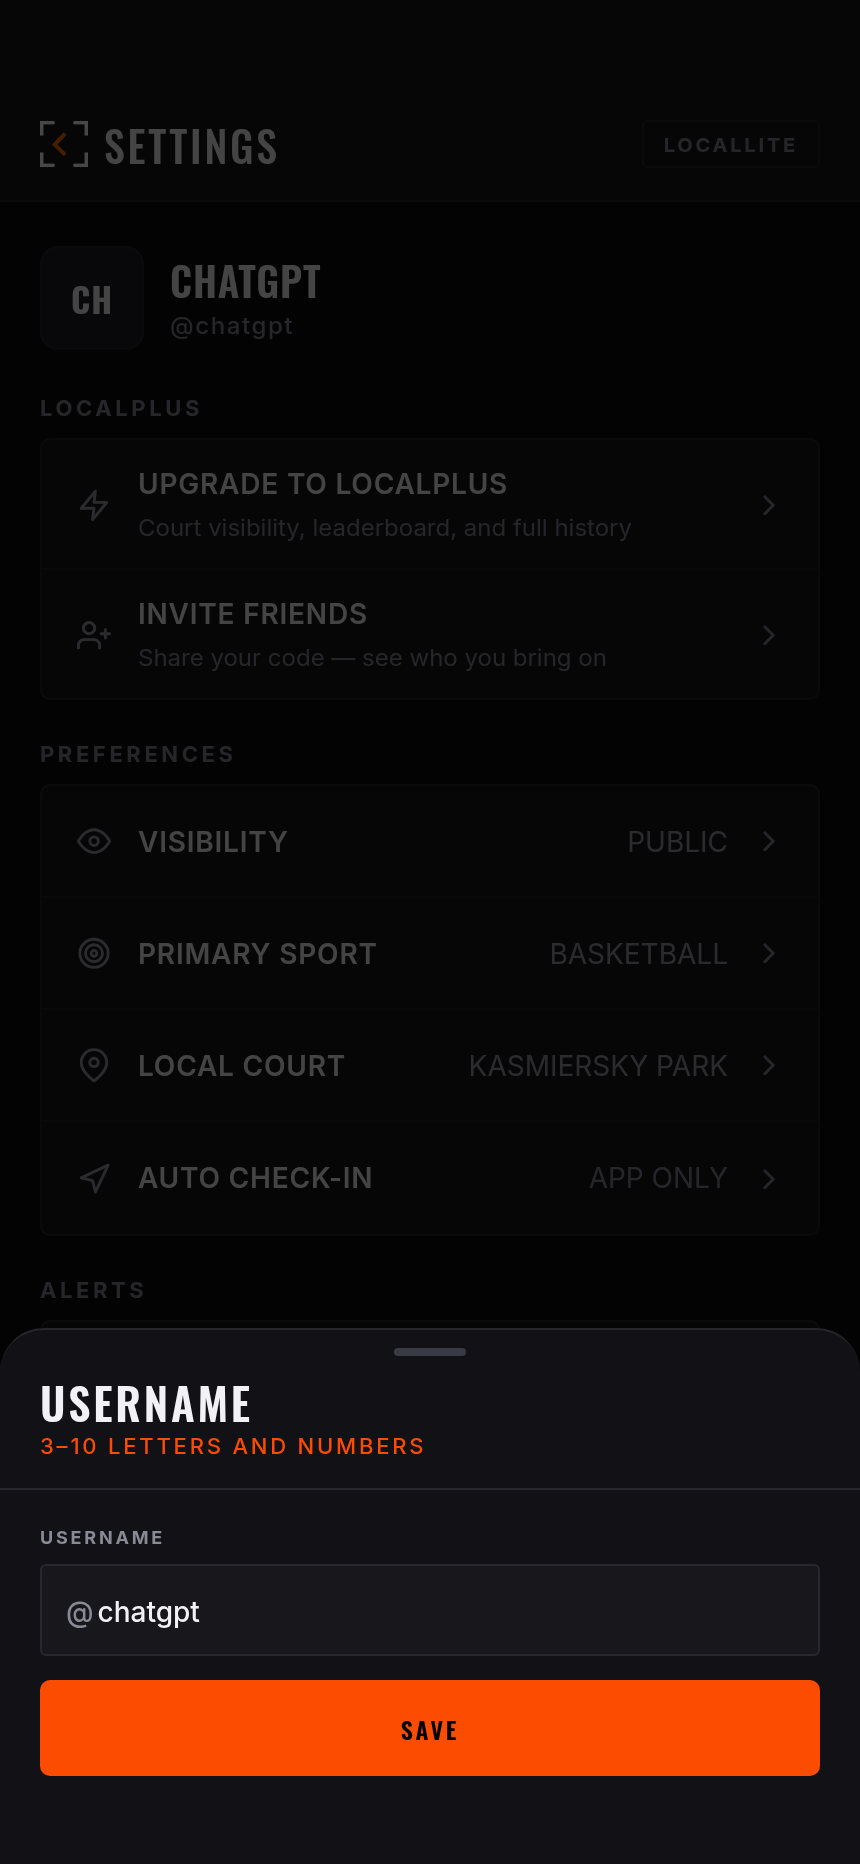 SETTINGS
LOCALLITE
CH
CHATGPT
@chatgpt
LOCALPLUS
UPGRADE TO LOCALPLUS
Court visibility, leaderboard, and full history
INVITE FRIENDS
Share your code — see who you bring on
PREFERENCES
VISIBILITY PUBLIC
PRIMARY SPORT BASKETBALL
LOCAL COURT KASMIERSKY PARK
AUTO CHECK-IN APP ONLY
ALERTS
USERNAME
3–10 LETTERS AND NUMBERS
USERNAME
@chatgpt
SAVE